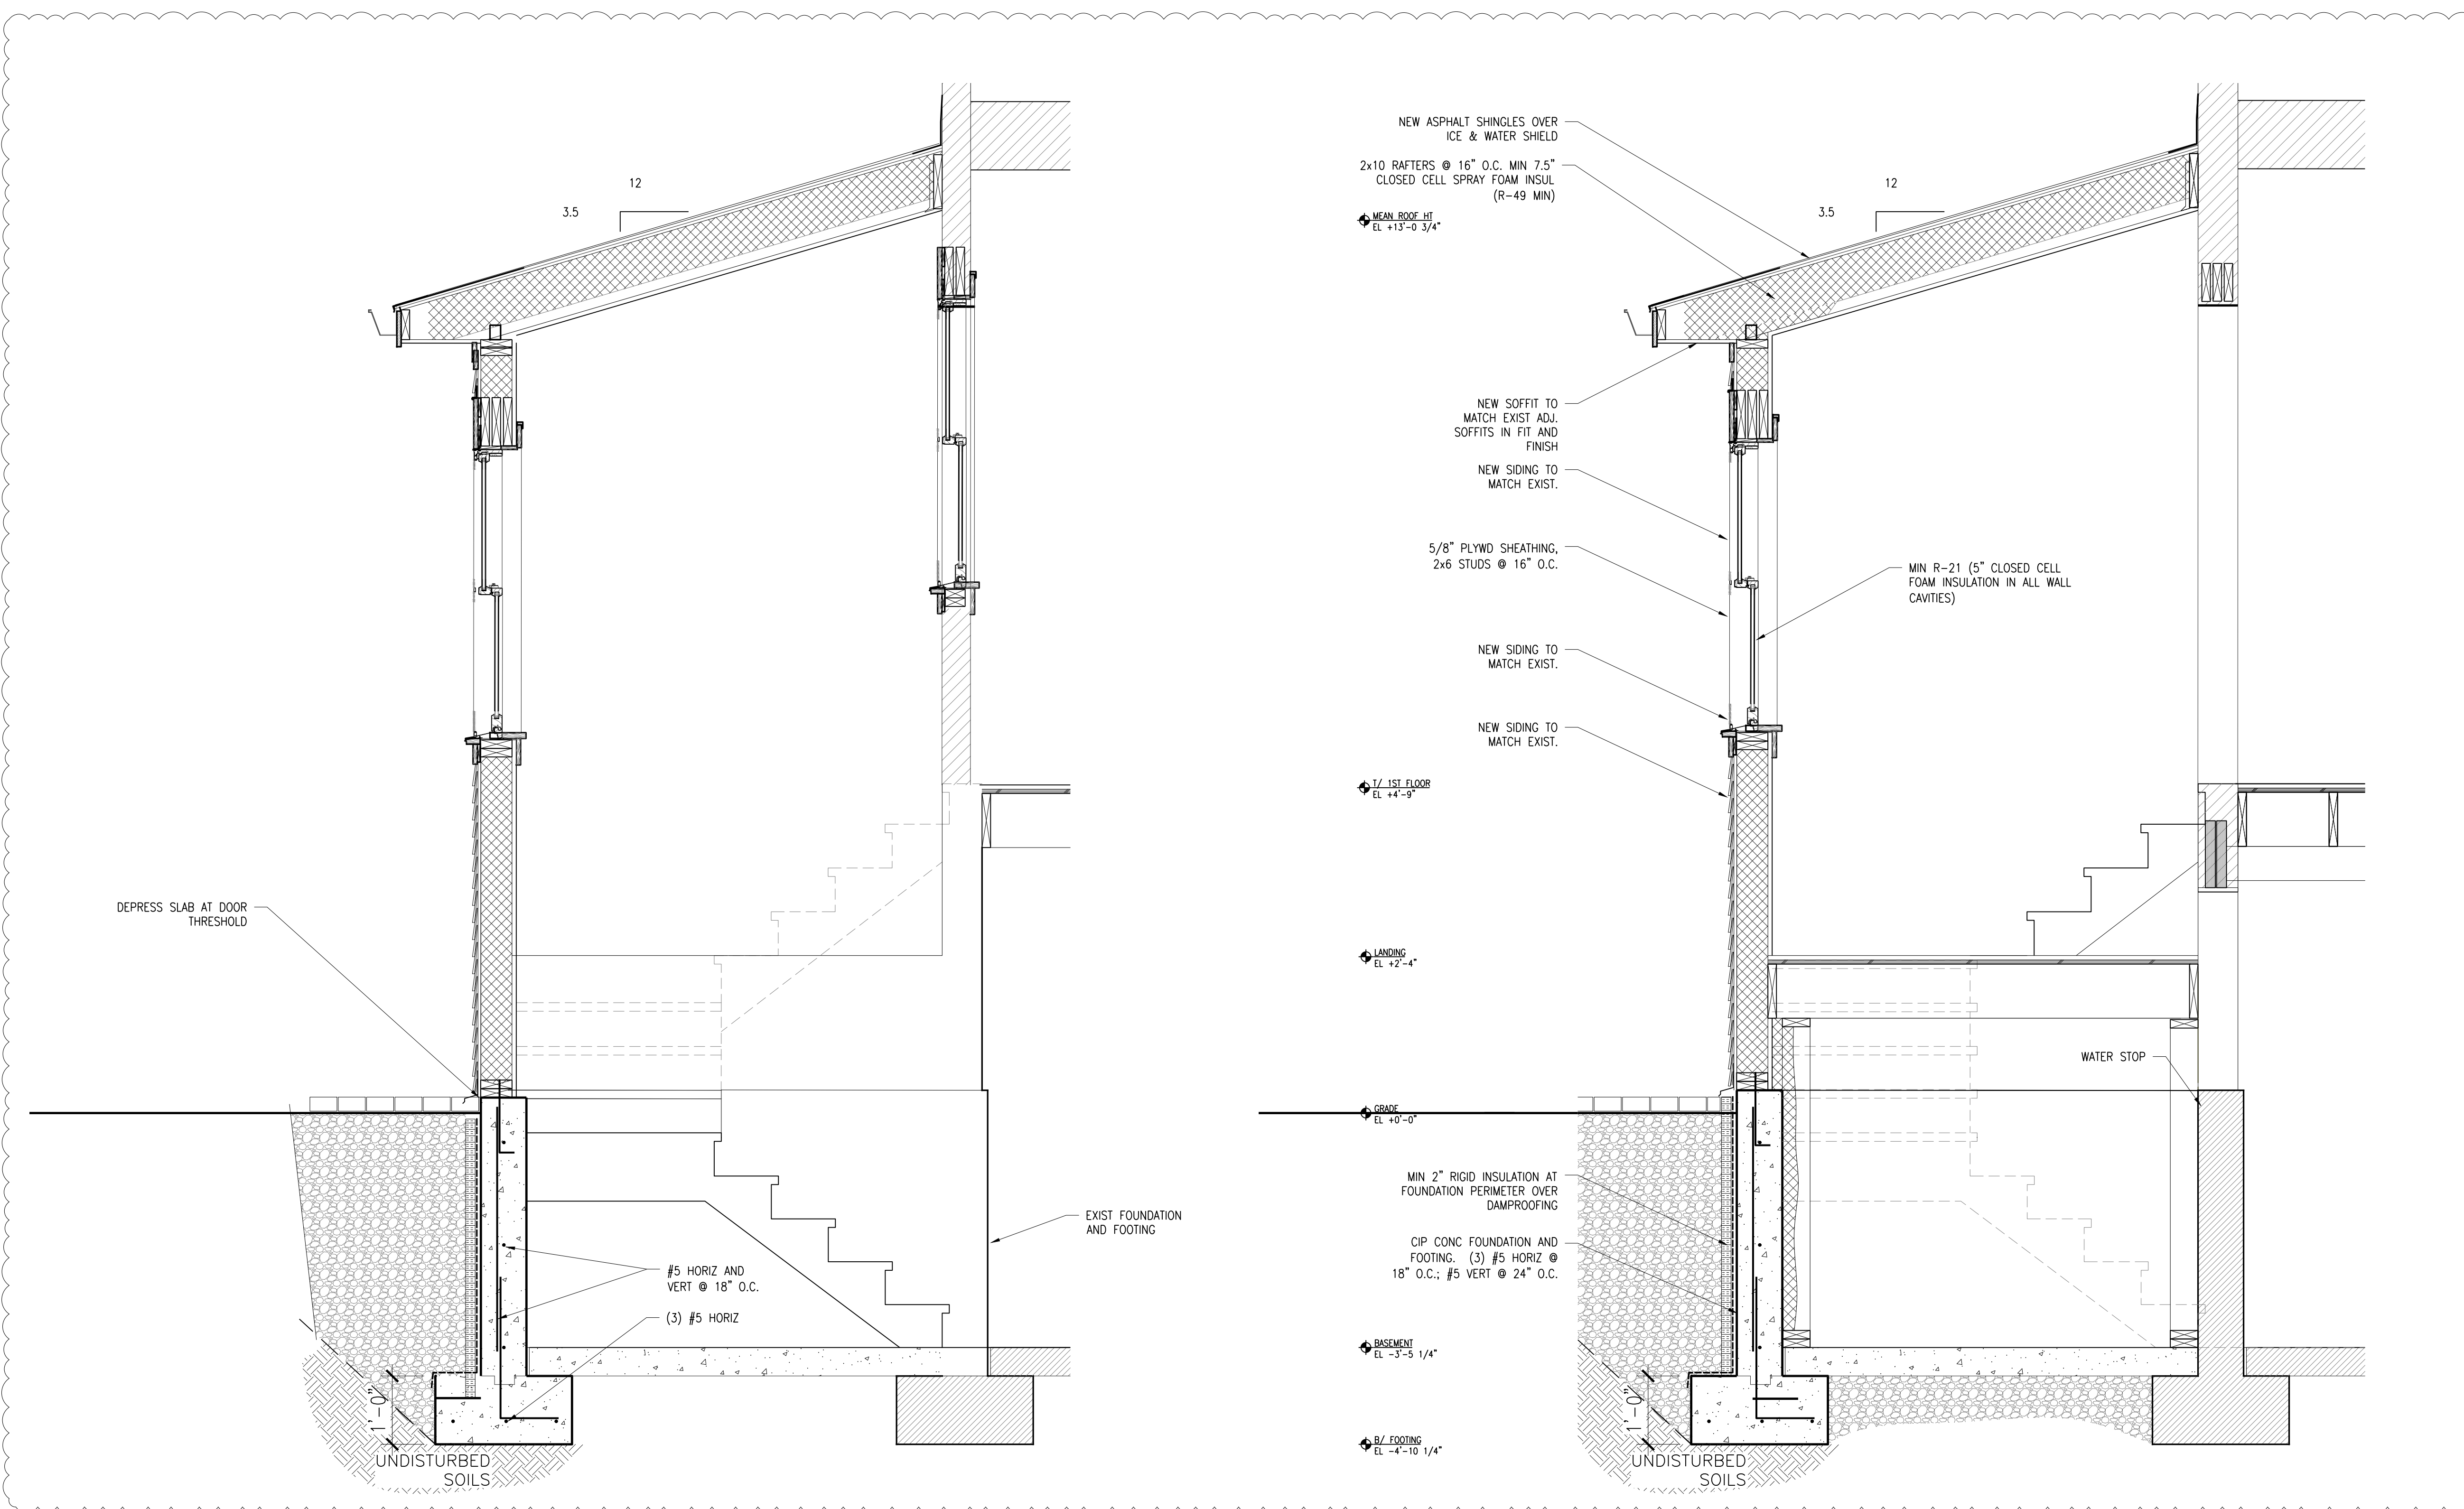 12
3.5
DEPRESS SLAB AT DOOR
THRESHOLD
EXIST FOUNDATION
AND FOOTING
#5 HORIZ AND
VERT @ 18" O.C.
(3) #5 HORIZ
1'-0"
UNDISTURBED
SOILS
NEW ASPHALT SHINGLES OVER
ICE & WATER SHIELD
2x10 RAFTERS @ 16" O.C. MIN 7.5"
CLOSED CELL SPRAY FOAM INSUL
(R-49 MIN)
MEAN ROOF HT
EL +13'-0 3/4"
12
3.5
NEW SOFFIT TO
MATCH EXIST ADJ.
SOFFITS IN FIT AND
FINISH
NEW SIDING TO
MATCH EXIST.
5/8" PLYWD SHEATHING,
2x6 STUDS @ 16" O.C.
MIN R-21 (5" CLOSED CELL
FOAM INSULATION IN ALL WALL
CAVITIES)
NEW SIDING TO
MATCH EXIST.
NEW SIDING TO
MATCH EXIST.
T/ 1ST FLOOR
EL +4'-9"
LANDING
EL +2'-4"
WATER STOP
GRADE
EL +0'-0"
MIN 2" RIGID INSULATION AT
FOUNDATION PERIMETER OVER
DAMPROOFING
CIP CONC FOUNDATION AND
FOOTING. (3) #5 HORIZ @
18" O.C.; #5 VERT @ 24" O.C.
BASEMENT
EL -3'-5 1/4"
B/ FOOTING
EL -4'-10 1/4"
1'-0"
UNDISTURBED
SOILS